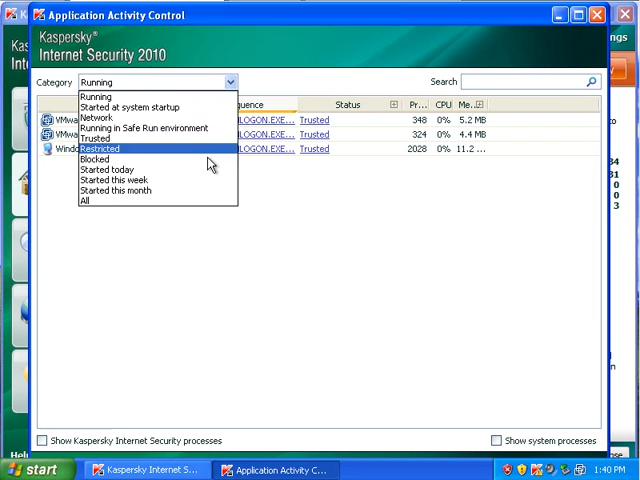 Application Activity Control
Kaspersky
Internet Security 2010
Category Running Search
Running
Started at system startup
Network
Running in Safe Run environment
Trusted
Restricted
Blocked
Started today
Started this week
Started this month
All
Status Pr... CPU Me...
LOGON.EXE... Trusted 348 0% 5.2 MB
LOGON.EXE... Trusted 324 0% 4.4 MB
LOGON.EXE... Trusted 2028 0% 11.2 ...
Show Kaspersky Internet Security processes Show system processes
start Kaspersky Internet S... Application Activity C... 1:40 PM